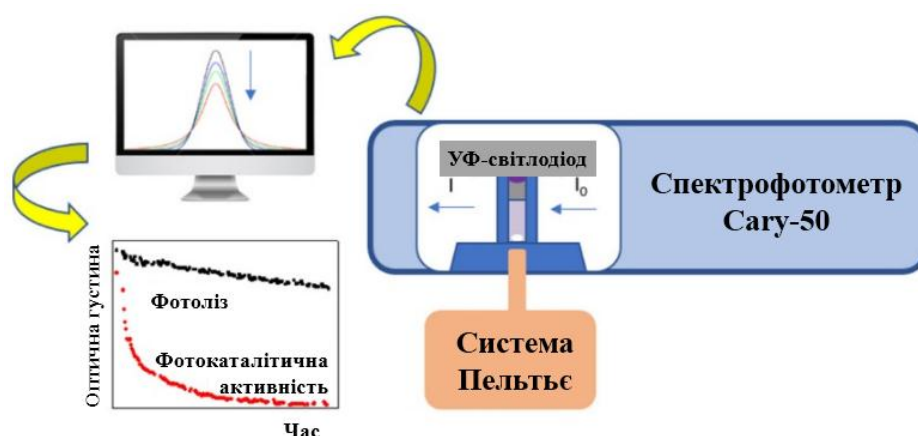 УФ-світлодіод
I
I₀
Спектрофотометр
Cary-50
Система
Пельтьє
Оптична густина
Фотоліз
Фотокаталітична
активність
Час